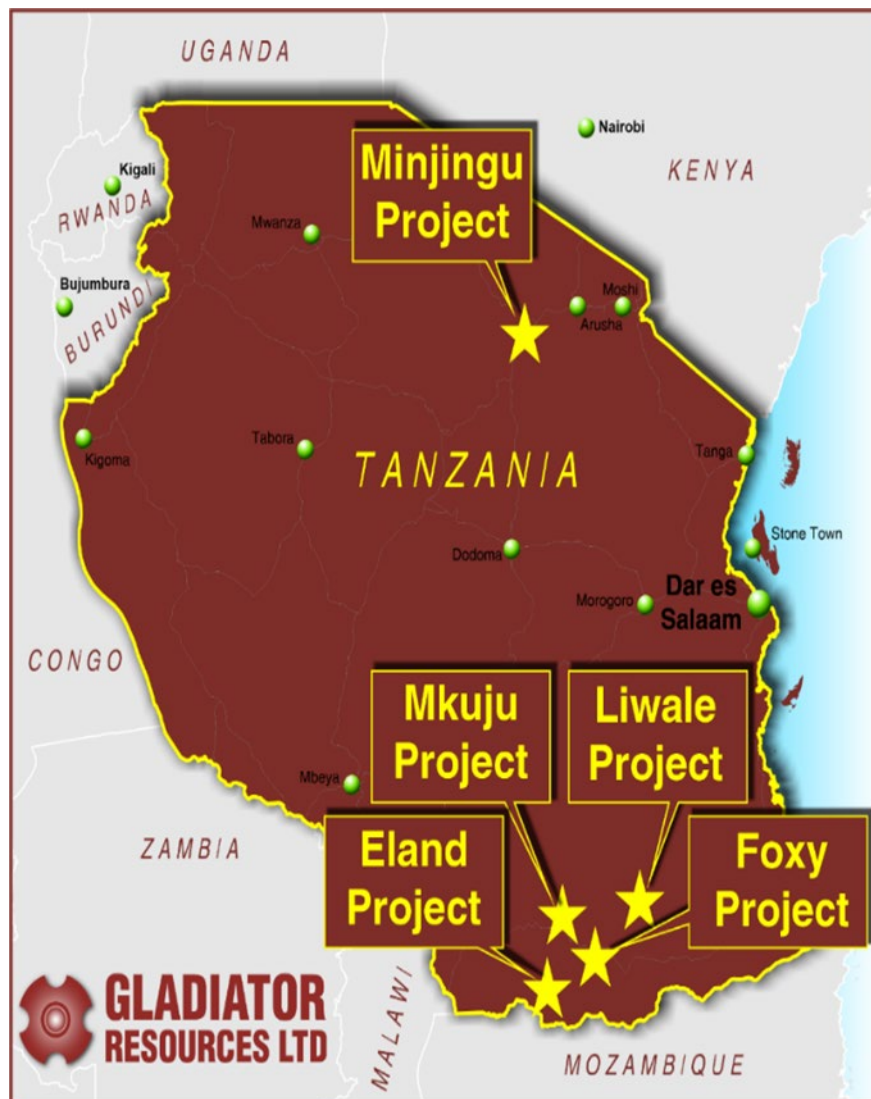 UGANDA
Nairobi
Minjingu
Project
KENYA
Kigali
RWANDA
Mwanza
Bujumbura
BURUNDI
Moshi
Arusha
Kigoma
Tabora
TANZANIA
Tanga
Dodoma
Stone Town
Morogoro
Dar es
Salaam
CONGO
Mkuju
Project
Liwale
Project
Mbeya
ZAMBIA
Eland
Project
Foxy
Project
GLADIATOR
RESOURCES LTD
MALAWI
MOZAMBIQUE